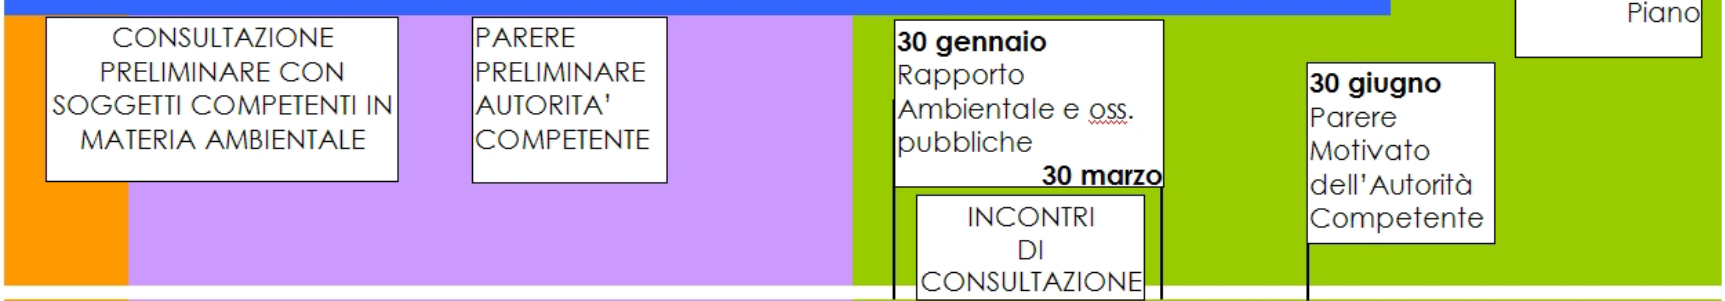 CONSULTAZIONE
PRELIMINARE CON
SOGGETTI COMPETENTI IN
MATERIA AMBIENTALE
PARERE
PRELIMINARE
AUTORITA'
COMPETENTE
30 gennaio
Rapporto
Ambientale e oss.
pubbliche
30 marzo
INCONTRI
DI
CONSULTAZIONE
30 giugno
Parere
Motivato
dell'Autorità
Competente
Piano